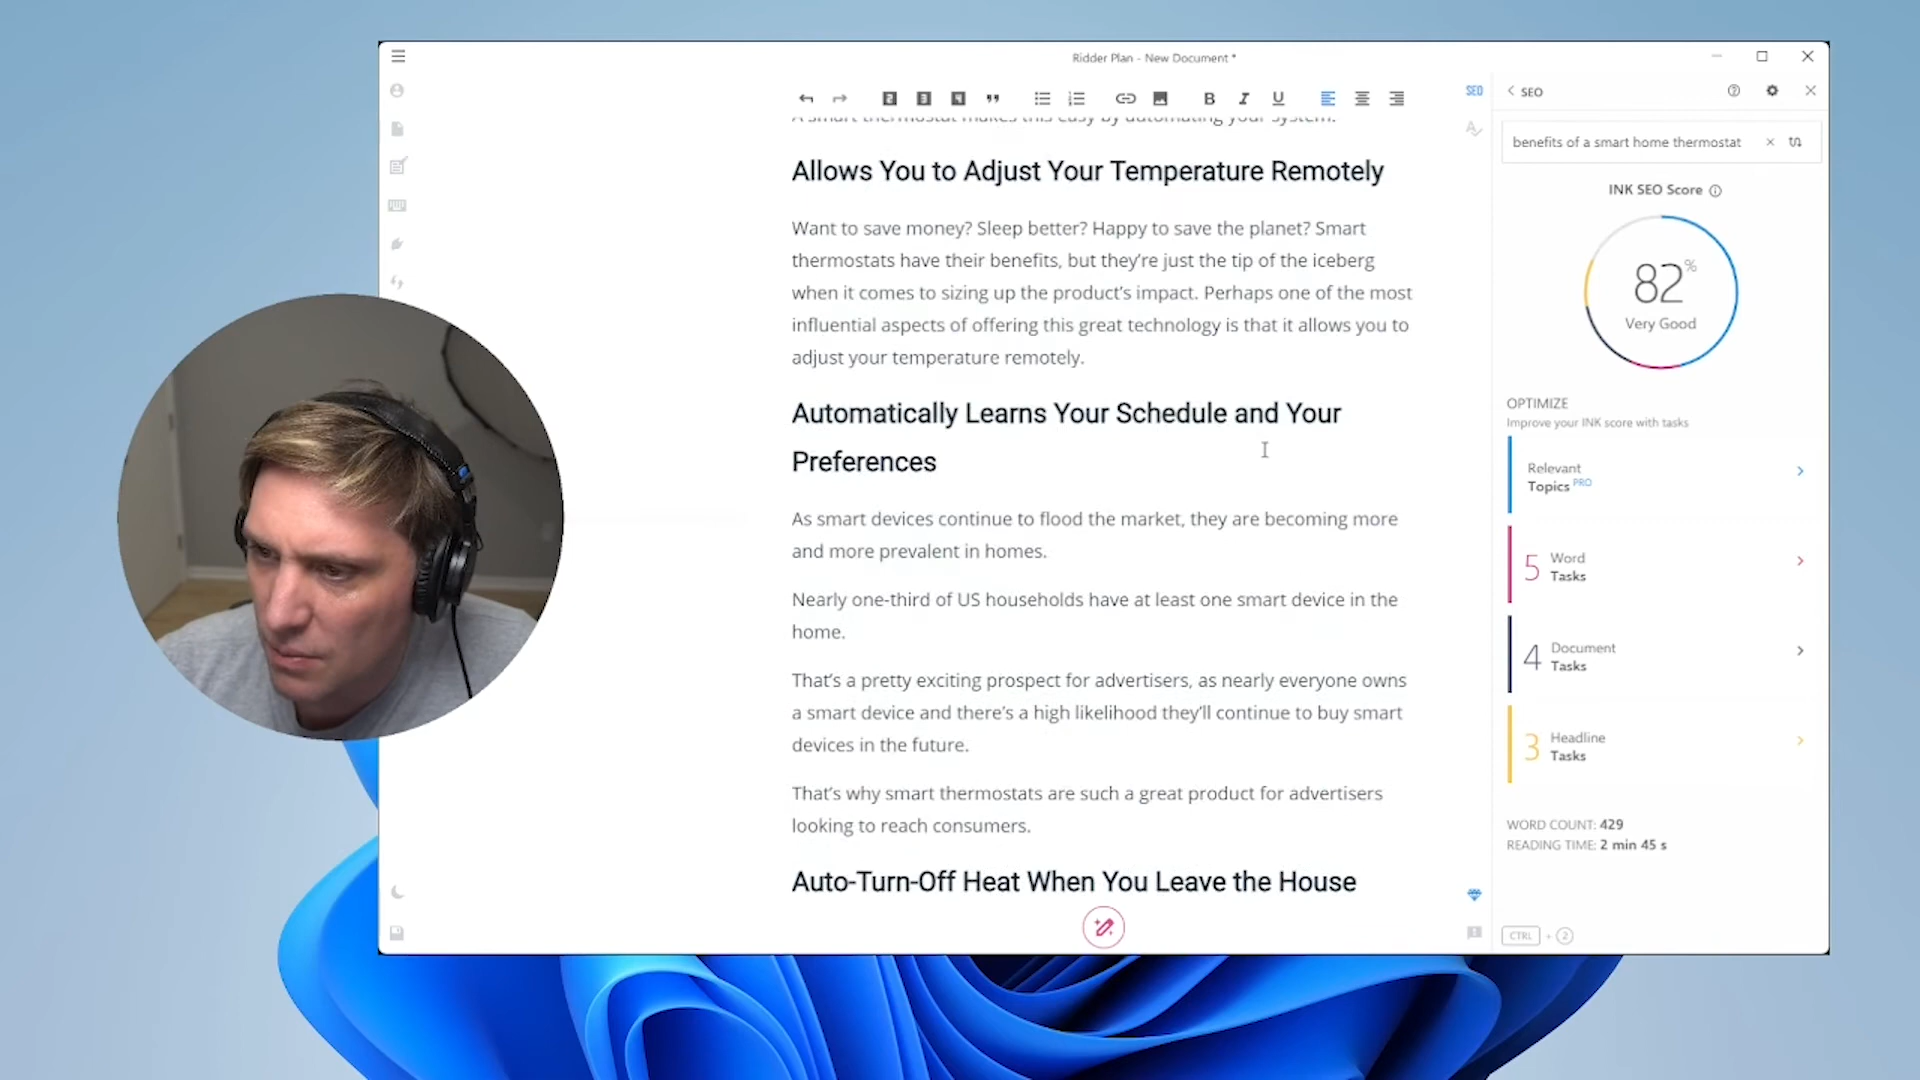 Ridder Plan - New Document *
SEO
SEO
A smart thermostat makes this easy by automating your system.
benefits of a smart home thermostat
Allows You to Adjust Your Temperature Remotely
Want to save money? Sleep better? Happy to save the planet? Smart
thermostats have their benefits, but they're just the tip of the iceberg
when it comes to sizing up the product's impact. Perhaps one of the most
influential aspects of offering this great technology is that it allows you to
adjust your temperature remotely.
Automatically Learns Your Schedule and Your
Preferences
As smart devices continue to flood the market, they are becoming more
and more prevalent in homes.
Nearly one-third of US households have at least one smart device in the
home.
That's a pretty exciting prospect for advertisers, as nearly everyone owns
a smart device and there's a high likelihood they'll continue to buy smart
devices in the future.
That's why smart thermostats are such a great product for advertisers
looking to reach consumers.
Auto-Turn-Off Heat When You Leave the House
INK SEO Score
82%
Very Good
OPTIMIZE
Improve your INK score with tasks
Relevant
Topics PRO
5 Word
Tasks
4 Document
Tasks
3 Headline
Tasks
WORD COUNT: 429
READING TIME: 2 min 45 s
CTRL + 2